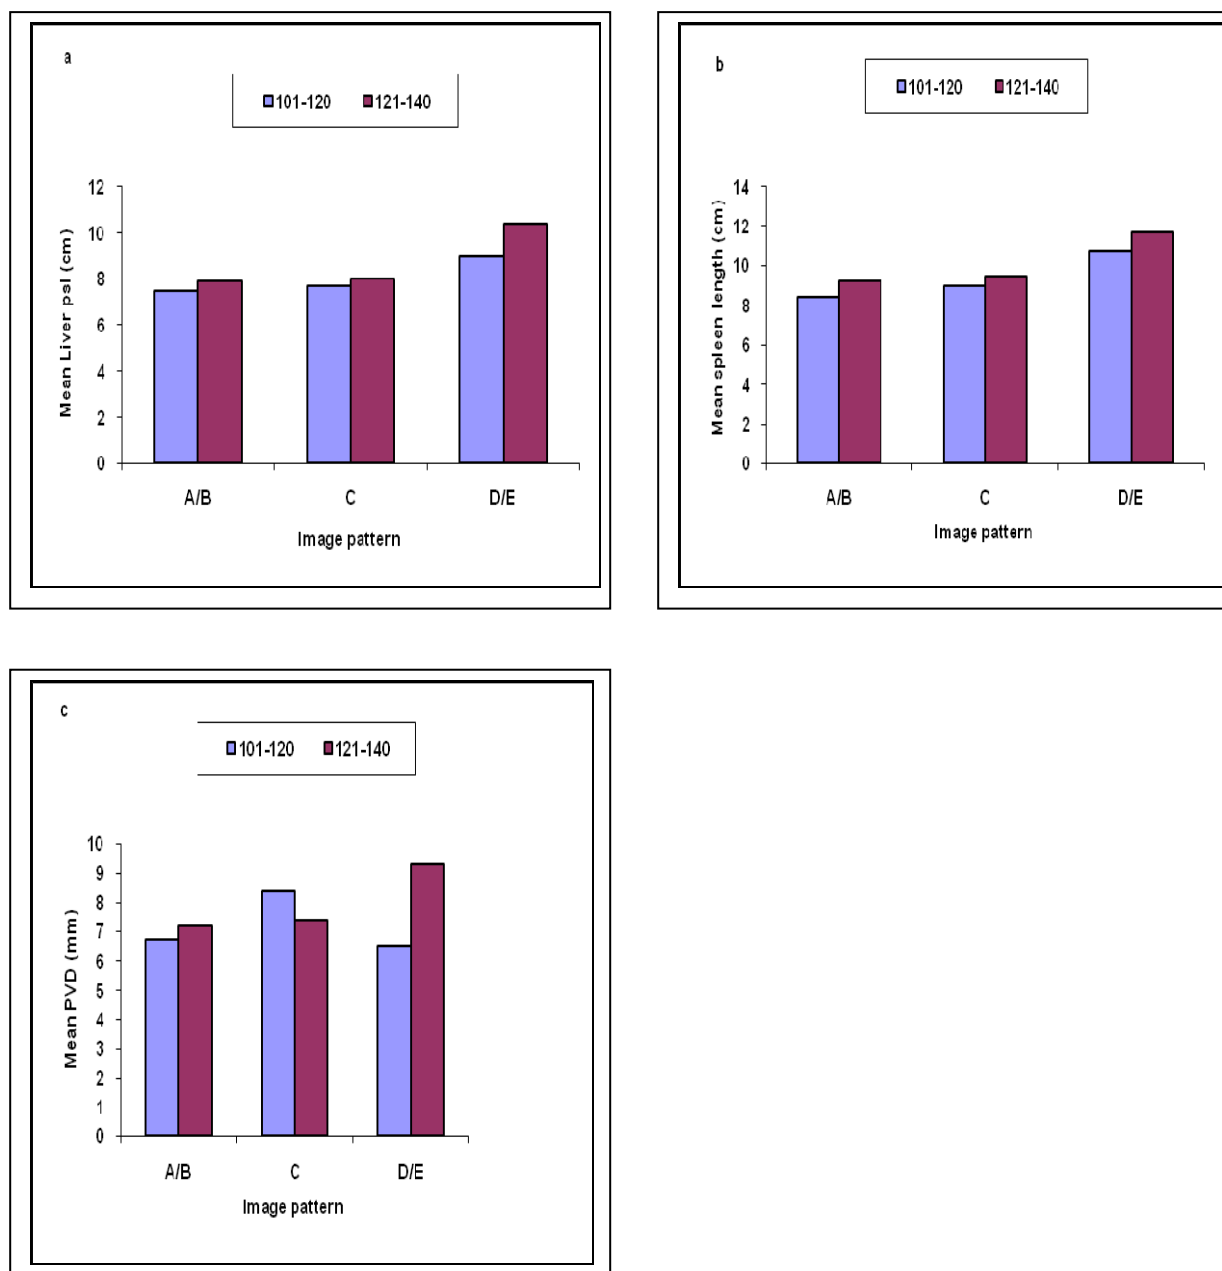 a
101-120 121-140
12
10
8
6
4
2
0
Mean Liver psl (cm)
A/B C D/E
Image pattern
b
101-120 121-140
14
12
10
8
6
4
2
0
Mean spleen length (cm)
A/B C D/E
Image pattern
c
101-120 121-140
10
9
8
7
6
5
4
3
2
1
0
Mean PVD (mm)
A/B C D/E
Image pattern